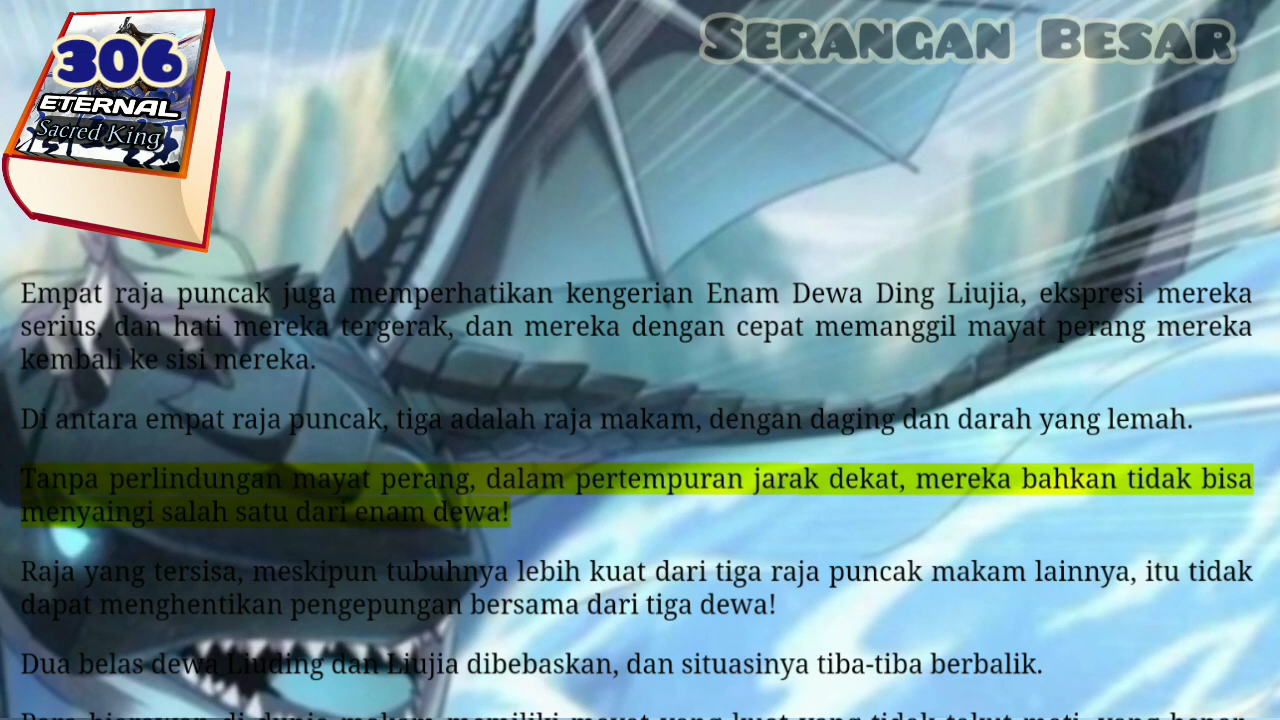 Serangan Besar
306
ETERNAL
Sacred King
Empat raja puncak juga memperhatikan kengerian Enam Dewa Ding Liujia, ekspresi mereka
serius, dan hati mereka tergerak, dan mereka dengan cepat memanggil mayat perang mereka
kembali ke sisi mereka.
Di antara empat raja puncak, tiga adalah raja makam, dengan daging dan darah yang lemah.
Tanpa perlindungan mayat perang, dalam pertempuran jarak dekat, mereka bahkan tidak bisa
menyaingi salah satu dari enam dewa!
Raja yang tersisa, meskipun tubuhnya lebih kuat dari tiga raja puncak makam lainnya, itu tidak
dapat menghentikan pengepungan bersama dari tiga dewa!
Dua belas dewa Liuding dan Liujia dibebaskan, dan situasinya tiba-tiba berbalik.